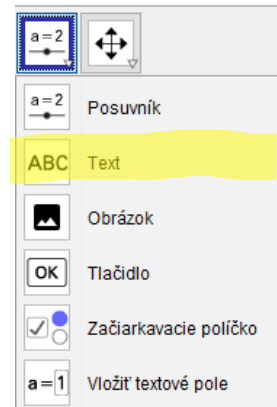 a=2
a=2 Posuvník
ABC Text
Obrázok
OK Tlačidlo
Začiarkavacie políčko
a=1 Vložiť textové pole